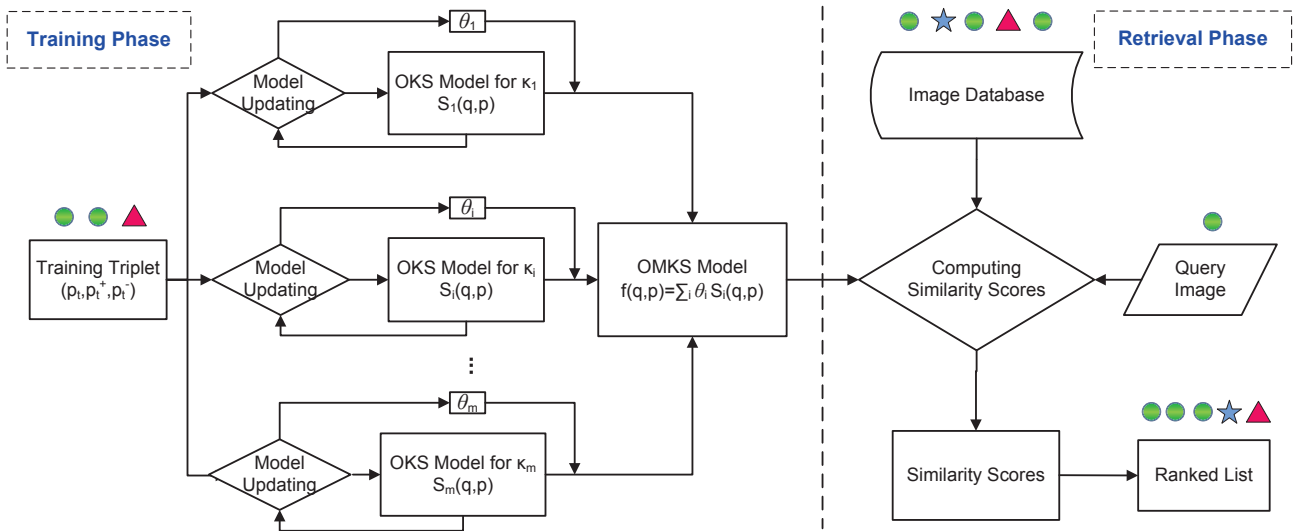 Training Phase
θ₁
Model
Updating
OKS Model for κ₁
S₁(q,p)
Training Triplet
(pₜ,pₜ⁺,pₜ⁻)
θᵢ
Model
Updating
OKS Model for κᵢ
Sᵢ(q,p)
...
θₘ
Model
Updating
OKS Model for κₘ
Sₘ(q,p)
OMKS Model
f(q,p)=∑ᵢ θᵢ Sᵢ(q,p)
Retrieval Phase
Image Database
Computing
Similarity Scores
Query
Image
Similarity Scores
Ranked List